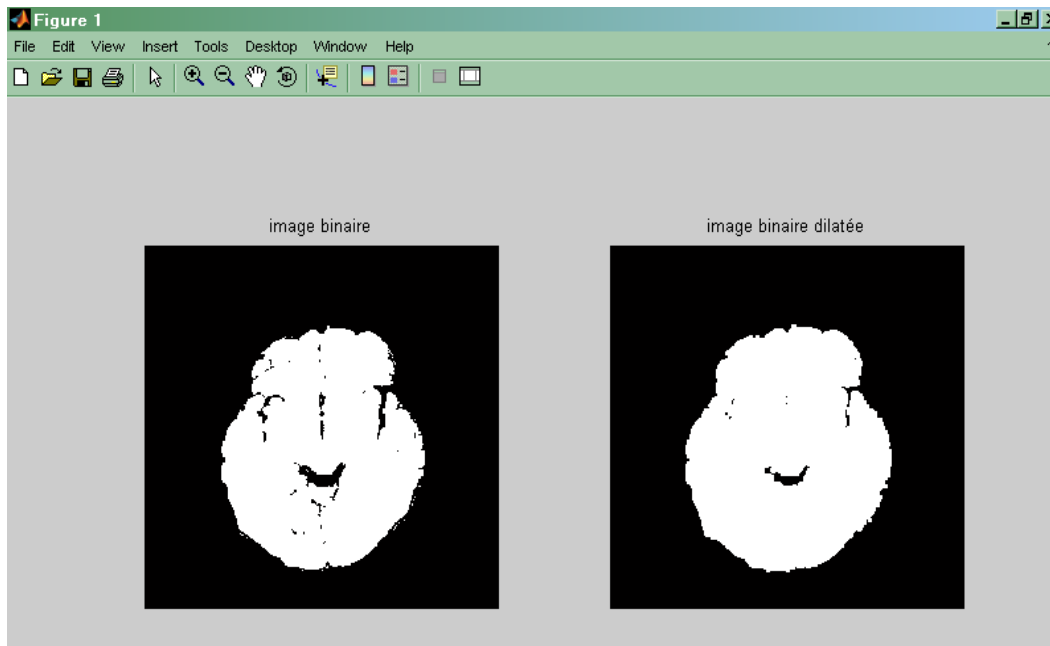 Figure 1
File Edit View Insert Tools Desktop Window Help
image binaire
image binaire dilatée